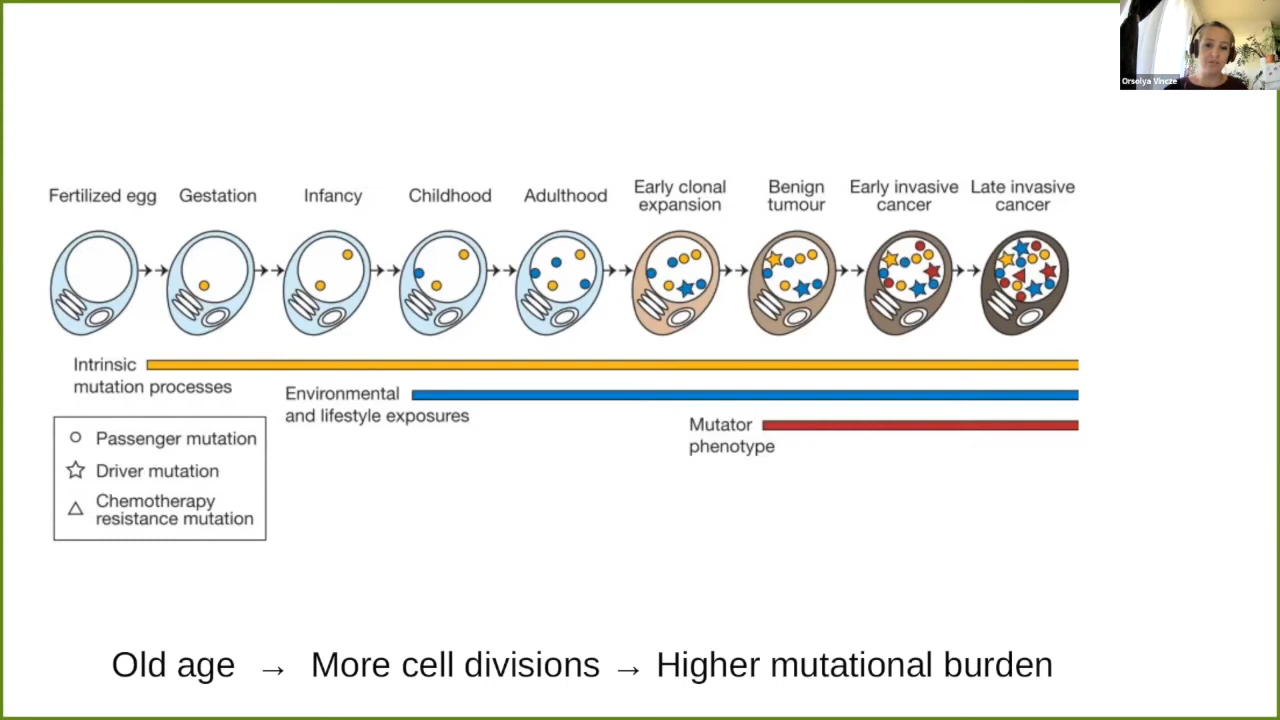 Orsolya Vincze
Fertilized egg
Gestation
Infancy
Childhood
Adulthood
Early clonal
expansion
Benign
tumour
Early invasive
cancer
Late invasive
cancer
Intrinsic
mutation processes
Environmental
and lifestyle exposures
Mutator
phenotype
Passenger mutation
Driver mutation
Chemotherapy
resistance mutation
Old age → More cell divisions → Higher mutational burden